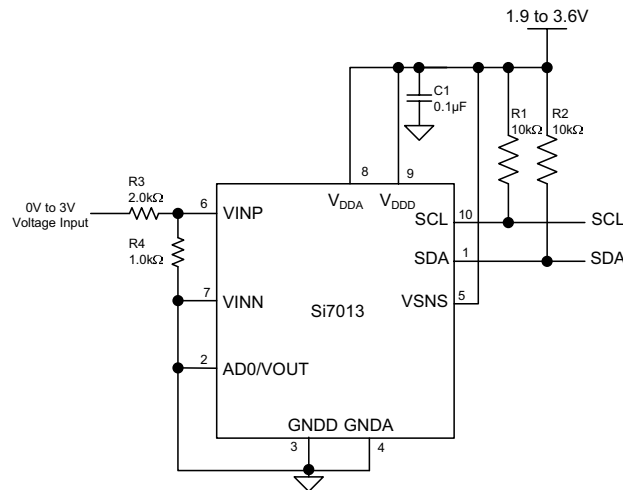 1.9 to 3.6V
C1
0.1µF
R1
10kΩ
R2
10kΩ
8
9
R3
2.0kΩ
0V to 3V
Voltage Input
6
VINP
VDDA
VDDD
SCL
10
SCL
R4
1.0kΩ
SDA
1
SDA
7
VINN
Si7013
VSNS
5
2
AD0/VOUT
GNDD GNDA
3
4